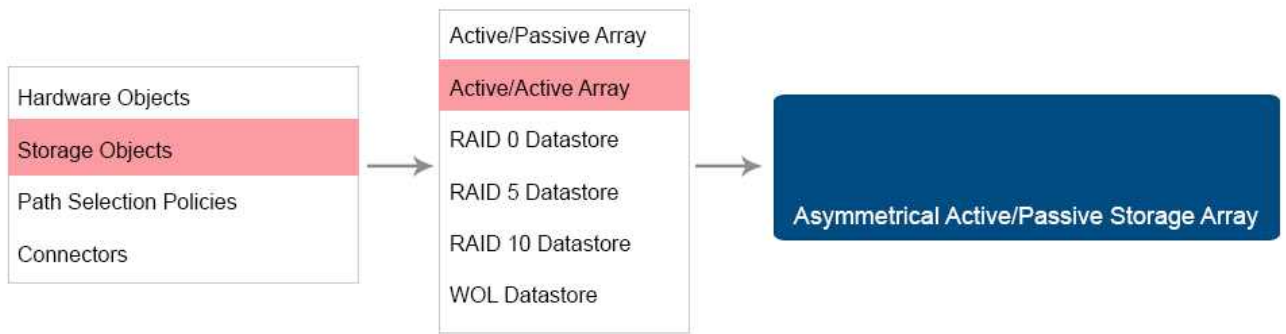 Hardware Objects
Storage Objects
Path Selection Policies
Connectors
Active/Passive Array
Active/Active Array
RAID 0 Datastore
RAID 5 Datastore
RAID 10 Datastore
WOL Datastore
Asymmetrical Active/Passive Storage Array